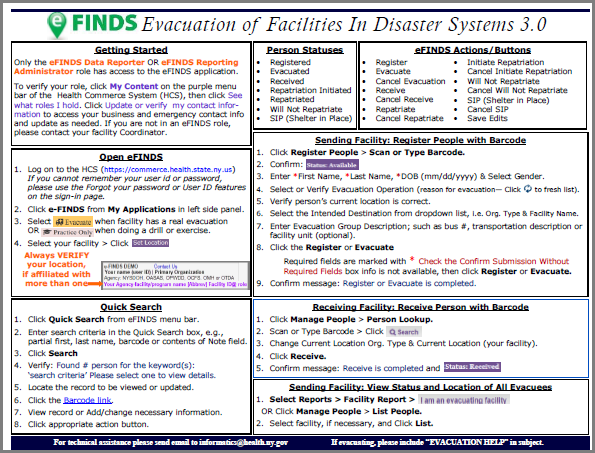 eFINDS Evacuation of Facilities In Disaster Systems 3.0
Getting Started
Only the eFINDS Data Reporter OR eFINDS Reporting
Administrator role has access to the eFINDS application.
To verify your role, click My Content on the purple menu
bar of the Health Commerce System (HCS), then click See
what roles I hold. Click Update or verify my contact infor-
mation to access your business and emergency contact info
and update as needed. If you are not in an eFINDS role,
please contact your facility Coordinator.
Person Statuses
• Registered
• Evacuated
• Received
• Repatriation Initiated
• Repatriated
• Will Not Repatriate
• SIP (Shelter in Place)
eFINDS Actions/Buttons
• Register
• Evacuate
• Cancel Evacuation
• Receive
• Cancel Receive
• Repatriate
• Cancel Repatriate
• Initiate Repatriation
• Cancel Initiate Repatriation
• Will Not Repatriate
• Cancel Will Not Repatriate
• SIP (Shelter in Place)
• Cancel SIP
• Save Edits
Open eFINDS
1. Log on to the HCS (https://commerce.health.state.ny.us)
If you cannot remember your user id or password,
please use the Forgot your password or User ID features
on the sign-in page.
2. Click e-FINDS from My Applications in left side panel.
3. Select Evacuate when facility has a real evacuation
OR Practice Only when doing a drill or exercise.
4. Select your facility > Click Set Location
Always VERIFY
your location,
if affiliated with
more than one
e-FINDS DEMO Contact Us
Your name (user ID) | Primary Organization
Agency: NYSDOH, OASAS, OPWDD, OCFS, OMH or OTDA
Your Agency facility/program name [Abbrev] Facility ID@ role
Sending Facility: Register People with Barcode
1. Click Register People > Scan or Type Barcode.
2. Confirm: Status: Available
3. Enter *First Name, *Last Name, *DOB (mm/dd/yyyy) & Select Gender.
4. Select or Verify Evacuation Operation (reason for evacuation— Click to fresh list).
5. Verify person's current location is correct.
6. Select the Intended Destination from dropdown list, i.e. Org. Type & Facility Name.
7. Enter Evacuation Group Description; such as bus #, transportation description or
facility unit (optional).
8. Click the Register or Evacuate
Required fields are marked with * Check the Confirm Submission Without
Required Fields box info is not available, then click Register or Evacuate.
9. Confirm message: Register or Evacuate is completed.
Quick Search
1. Click Quick Search from eFINDS menu bar.
2. Enter search criteria in the Quick Search box, e.g.,
partial first, last name, barcode or contents of Note field.
3. Click Search
4. Verify: Found # person for the keyword(s):
'search criteria' Please select one to view details.
5. Locate the record to be viewed or updated.
6. Click the Barcode link.
7. View record or Add/change necessary information.
8. Click appropriate action button.
Receiving Facility: Receive Person with Barcode
1. Click Manage People > Person Lookup.
2. Scan or Type Barcode > Click Search
3. Change Current Location Org. Type & Current Location (your facility).
4. Click Receive.
5. Confirm message: Receive is completed and Status: Received
Sending Facility: View Status and Location of All Evacuees
1. Select Reports > Facility Report > I am an evacuating facility
OR Click Manage People > List People.
2. Select facility, if necessary, and Click List.
For technical assistance please send email to informatics@health.ny.gov If evacuating, please include "EVACUATION HELP" in subject.